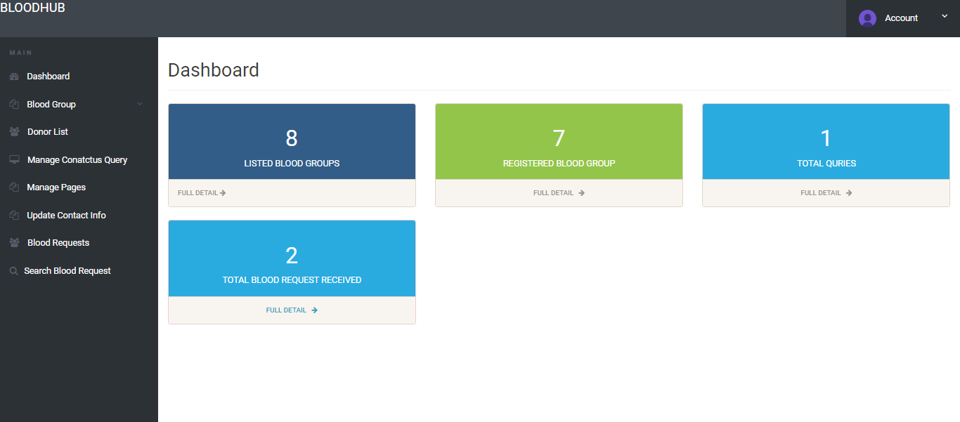 BLOODHUB
Account
MAIN
Dashboard
Blood Group
Donor List
Manage Conatctus Query
Manage Pages
Update Contact Info
Blood Requests
Search Blood Request
Dashboard
8
LISTED BLOOD GROUPS
FULL DETAIL
7
REGISTERED BLOOD GROUP
FULL DETAIL
1
TOTAL QURIES
FULL DETAIL
2
TOTAL BLOOD REQUEST RECEIVED
FULL DETAIL